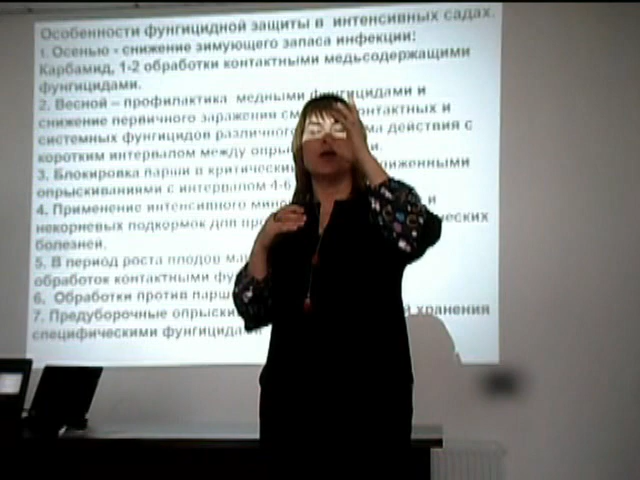 Особенности фунгицидной защиты в интенсивных садах.
1. Осенью - снижение зимующего запаса инфекции:
Карбамид, 1-2 обработки контактными медьсодержащими
фунгицидами.
2. Весной – профилактика медными фунгицидами и
снижение первичного заражения контактных и
системных фунгицидов различного действия с
коротким интервалом между
3. Блокировка парши в
опрыскиваниями с интервалом 4-6
4. Применение интенсивного и
некорневых подкормок для
болезней.
5. В период роста плодов
обработок контактными
6. Обработки против парши
7. Предуборочные хранения
специфическими фунгицидами